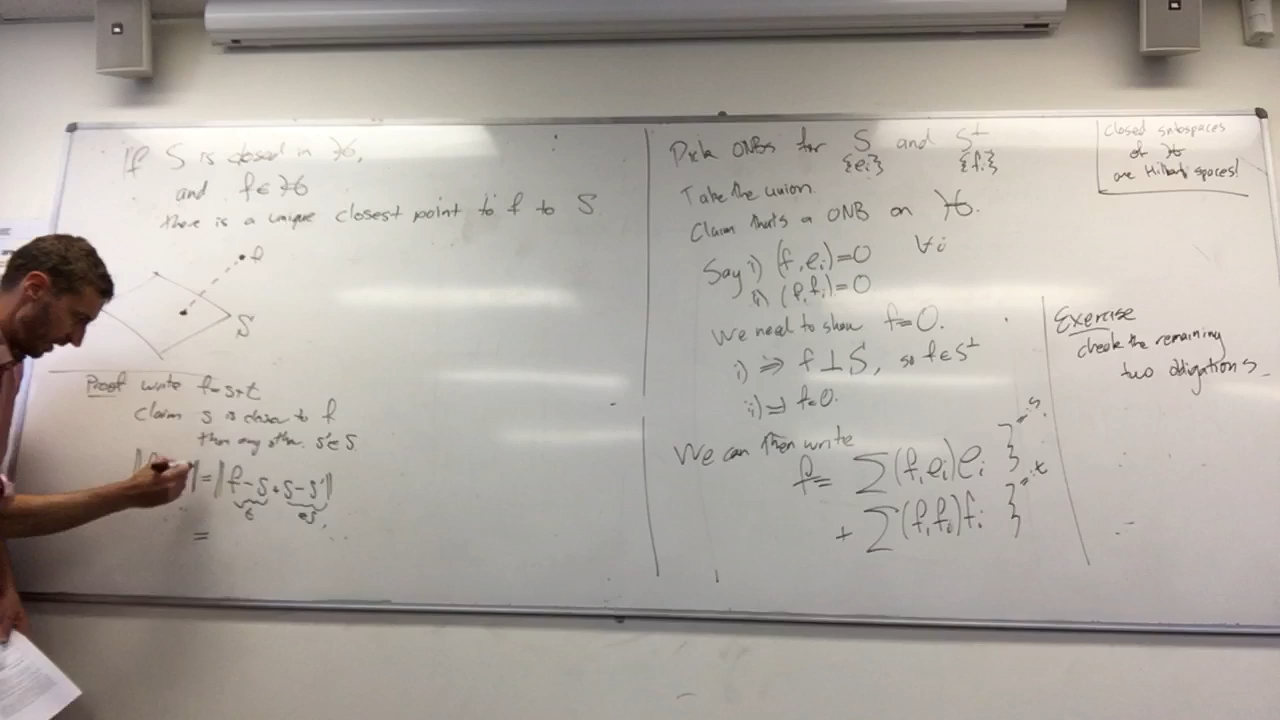 If S is closed in ℋ,
and f ∈ ℋ
there is a unique closest point to f to S
f
S
Proof write f = s + t
Claim s is closer to f
than any other s' ∈ S
‖ = ‖f - s + s - s'‖
t ∈S
=
Pick ONBs for S and S⊥
{eᵢ} {fᵢ}
Take the union.
Claim that's a ONB on ℋ.
Say i) (f, eᵢ) = 0 ∀i
ii) (f, fᵢ) = 0
We need to show f = 0.
i) ⇒ f ⊥ S, so f ∈ S⊥
ii) ⇒ f = 0.
We can then write
f = ∑(f, eᵢ)eᵢ } =: s.
+ ∑(f, fᵢ)fᵢ } =: t
closed subspaces
of ℋ
are Hilbert spaces!
Exercise
check the remaining
two obligations